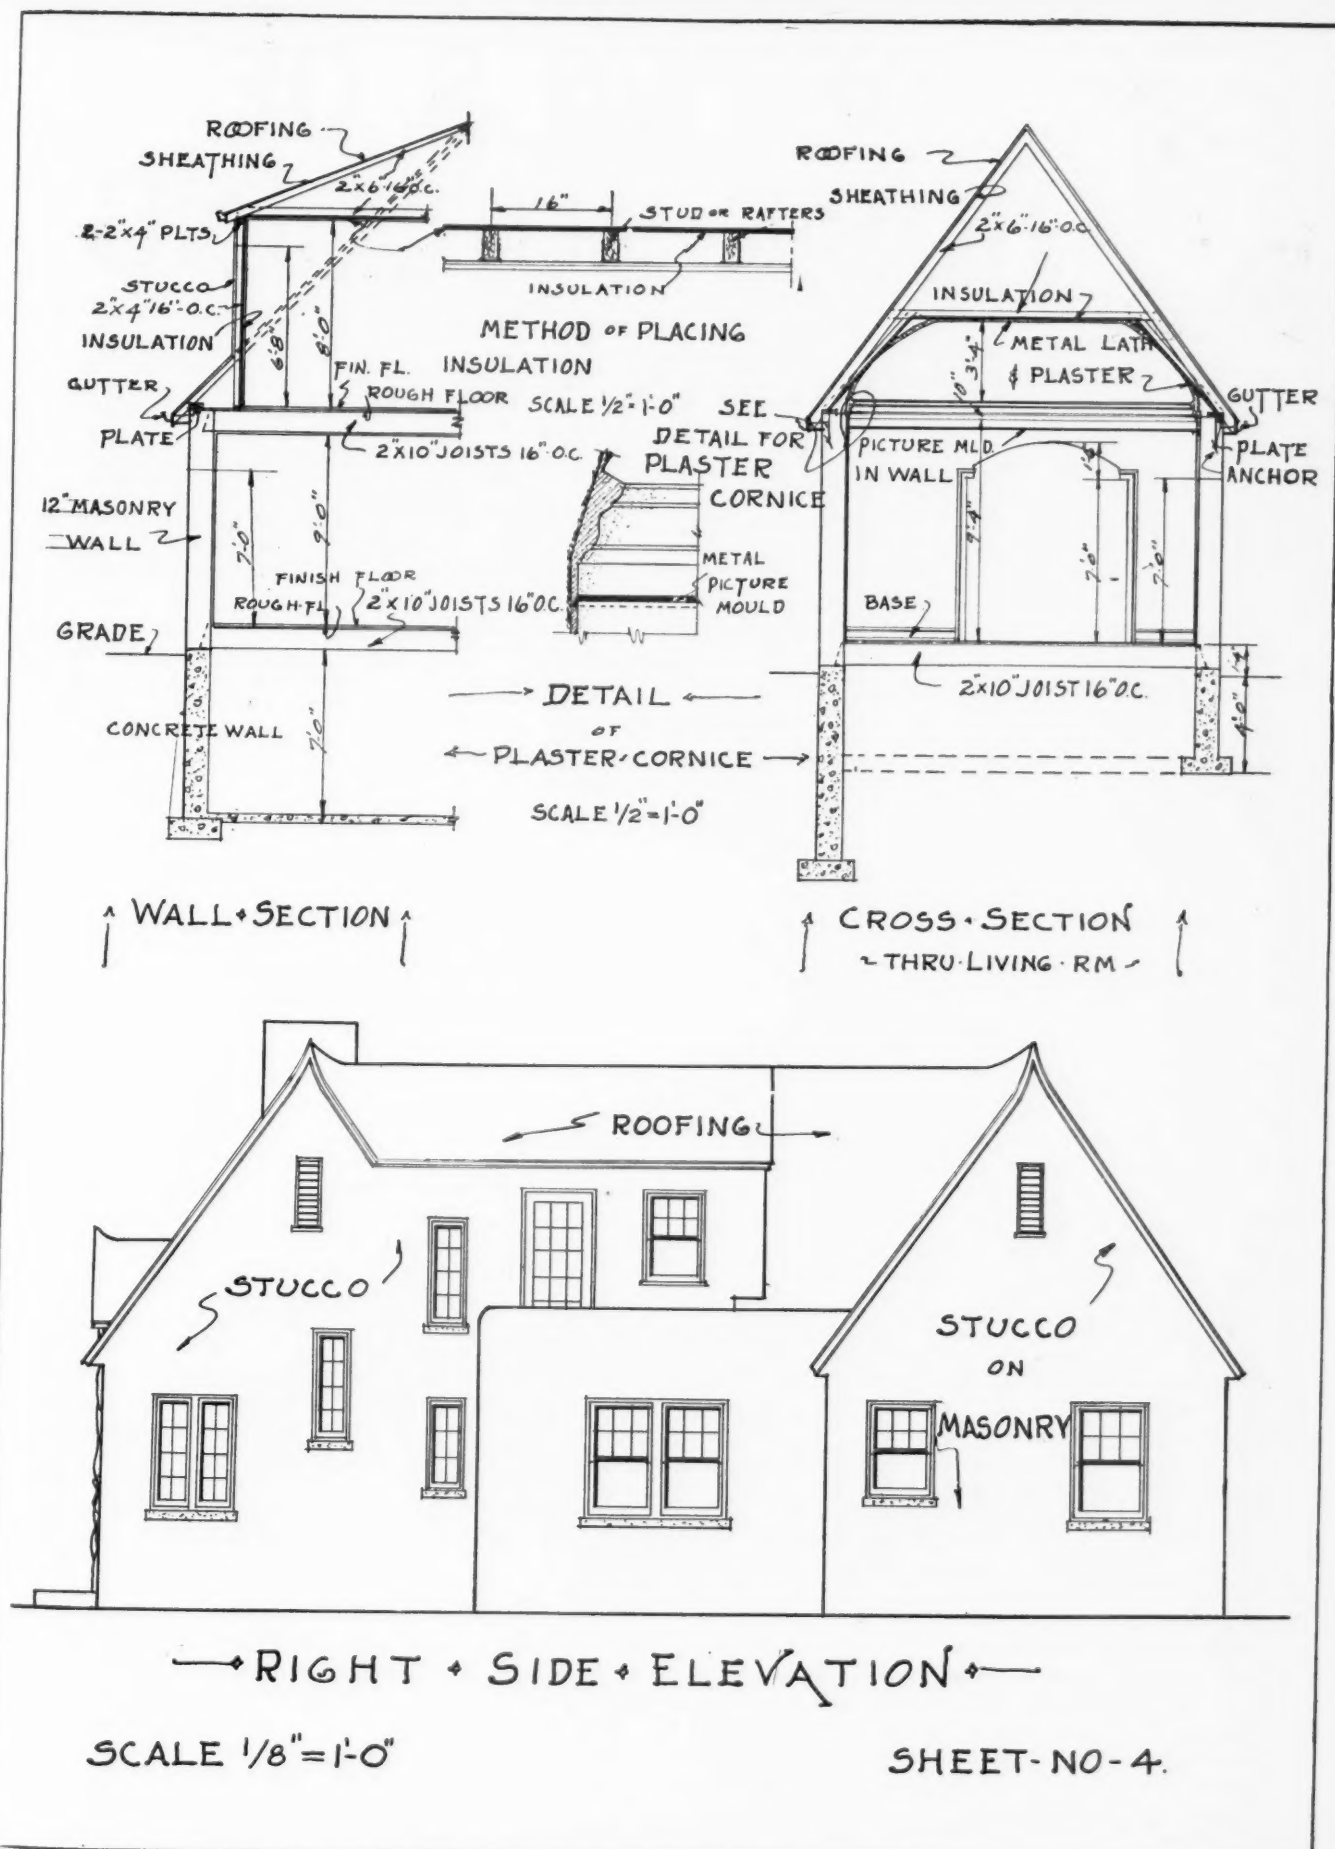 ROOFING
SHEATHING
2"X6"-16"O.C.
2-2"X4" PLTS.
STUCCO
2"X4"16"-O.C.
INSULATION
6'-8"
8'-0"
GUTTER
PLATE
FIN. FL.
ROUGH FLOOR
2"X10"JOISTS 16"-O.C.
12" MASONRY
WALL
7'-0"
9'-0"
FINISH FLOOR
ROUGH-FL.
2"X10"JOISTS 16"O.C.
GRADE
CONCRETE WALL
7'-0"
WALL SECTION
16"
STUD OR RAFTERS
INSULATION
METHOD OF PLACING
INSULATION
SCALE 1/2"=1'-0"
METAL
PICTURE
MOULD
DETAIL
OF
PLASTER-CORNICE
SCALE 1/2"=1'-0"
ROOFING
SHEATHING
2"X6"-16"-O.C.
INSULATION
METAL LATH
& PLASTER
3'-4"
10"
SEE
DETAIL FOR
PLASTER
CORNICE
GUTTER
PLATE
ANCHOR
PICTURE MLD.
IN WALL
9'-4"
7'-0"
7'-0"
BASE
2"X10"JOIST 16"O.C.
4'-0"
CROSS-SECTION
THRU-LIVING-RM
ROOFING
STUCCO
STUCCO
ON
MASONRY
RIGHT SIDE ELEVATION
SCALE 1/8"=1'-0"
SHEET-NO-4.